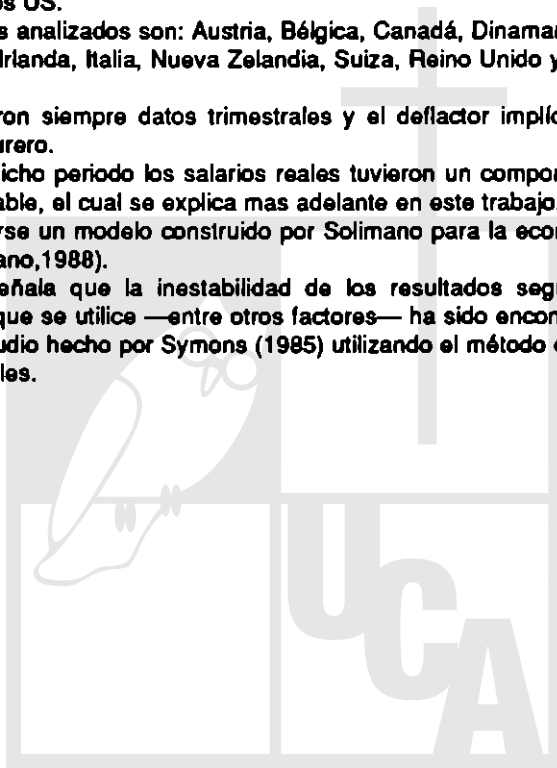 os US.
s analizados son: Austria, Bélgica, Canadá, Dinamar
Irlanda, Italia, Nueva Zelandia, Suiza, Reino Unido y
ron siempre datos trimestrales y el deflactor implíc
urero.
icho periodo los salarios reales tuvieron un compor
able, el cual se explica mas adelante en este trabajo.
rse un modelo construido por Solimano para la econ
ano,1988).
eñala que la inestabilidad de los resultados segu
que se utilice —entre otros factores— ha sido encon
udio hecho por Symons (1985) utilizando el método d
les.
UCA